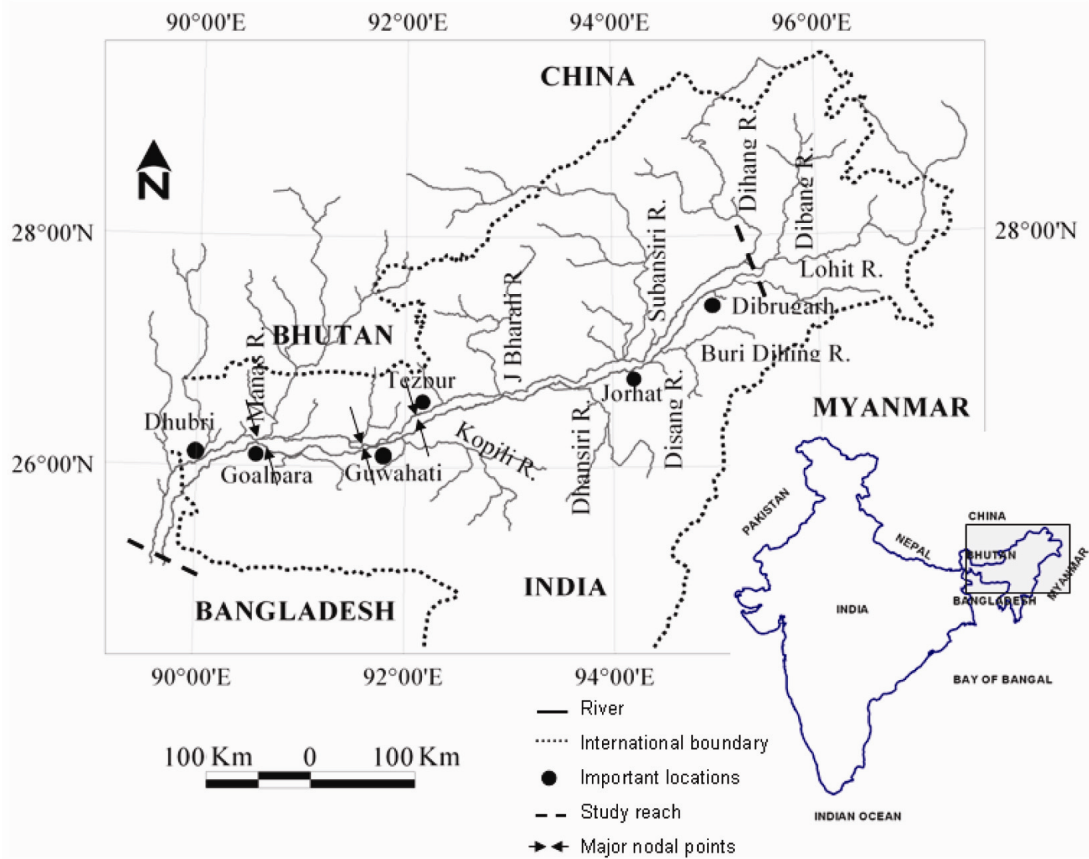 90°00'E 92°00'E 94°00'E 96°00'E
CHINA
N
Dihang R.
Dibang R.
28°00'N
28°00'N
Subansiri R.
Lohit R.
J Bharali R
Dibrugarh
BHUTAN
Manas R.
Buri Dihing R.
Tezpur
Jorhat
Disang R.
MYANMAR
Dhubri
Kopili R.
Dhansiri R.
26°00'N
Goalpara
Guwahati
INDIA
BANGLADESH
90°00'E 92°00'E 94°00'E
PAKISTAN
CHINA
NEPAL
BHUTAN
MYANMAR
BANGLADESH
INDIA
BAY OF BANGAL
INDIAN OCEAN
100 Km 0 100 Km
River
International boundary
Important locations
Study reach
Major nodal points